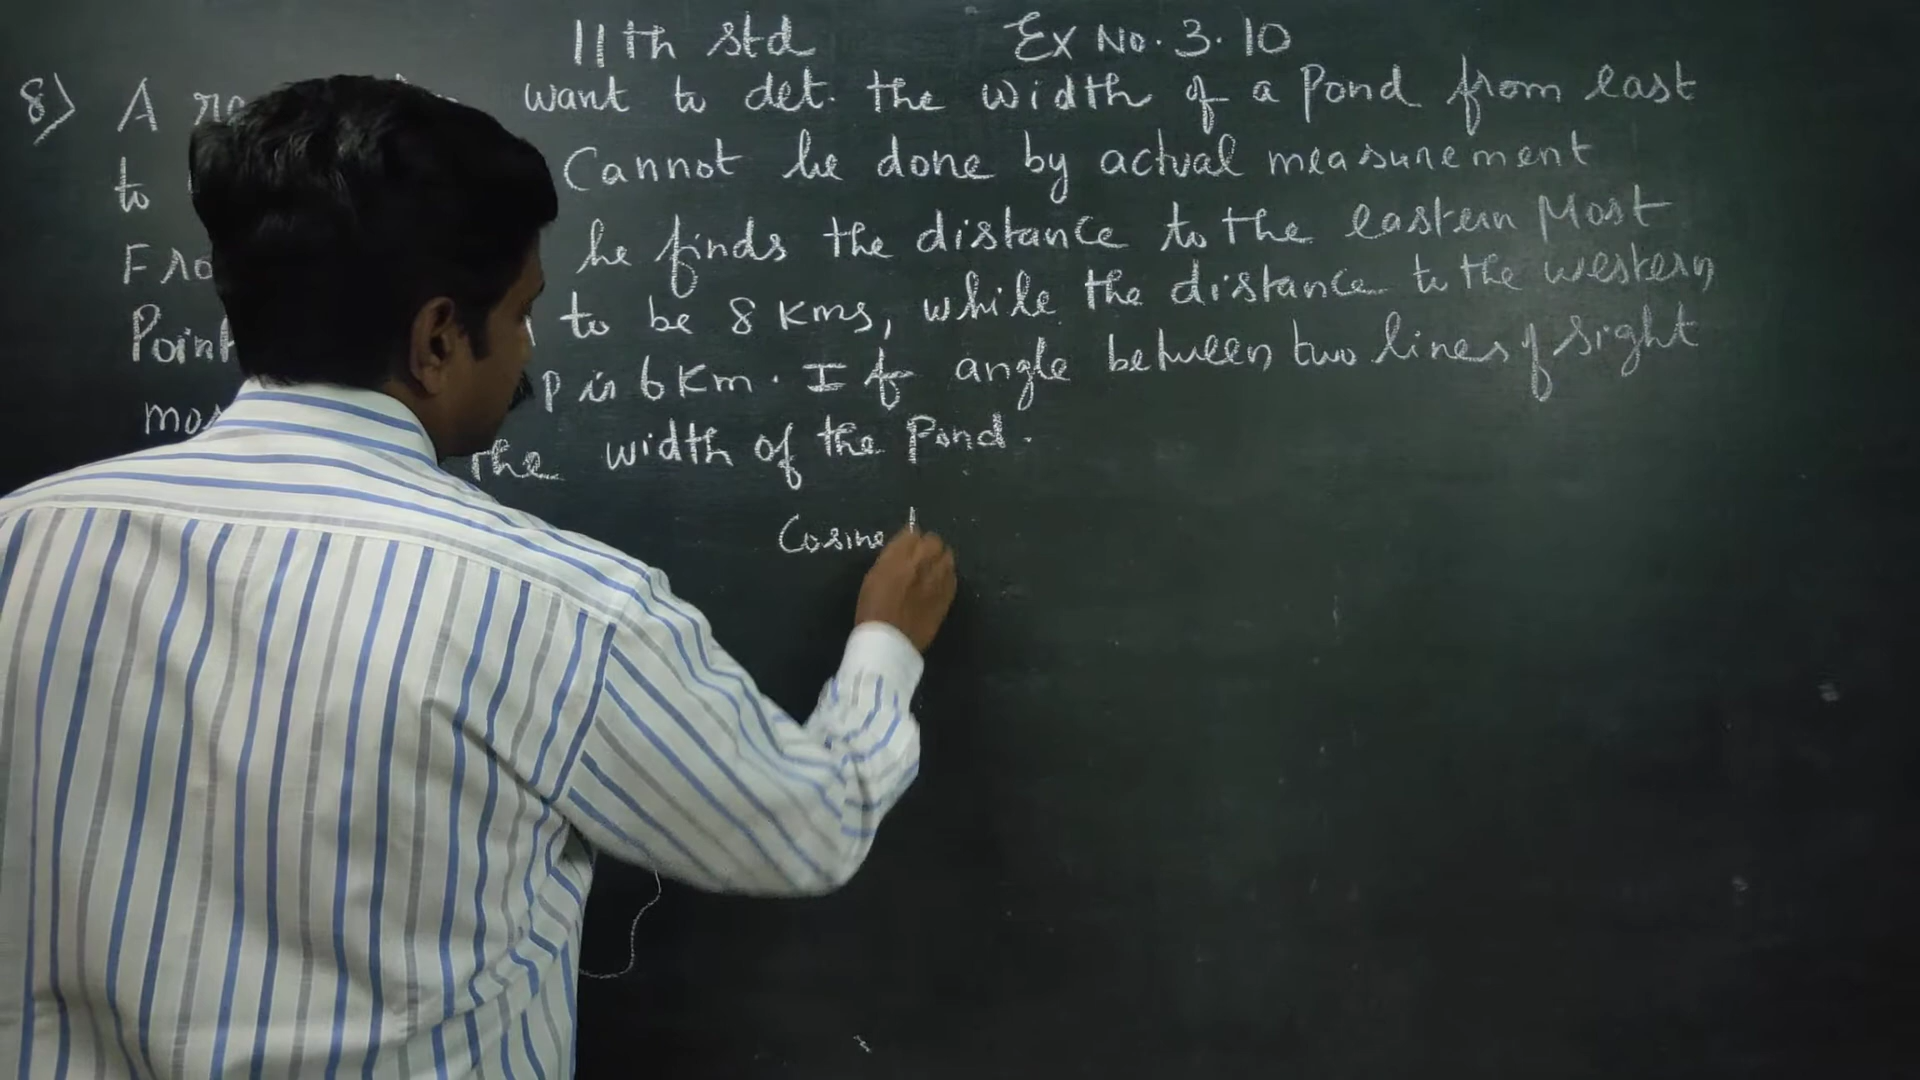 11th std Ex No. 3.10
8) A want to det. the width of a Pond from east
to Cannot be done by actual measurement
he finds the distance to the eastern Most
Point to be 8 Kms, while the distance to the western
P is 6 Km. If angle between two lines of sight
the width of the Pond.
Cosine